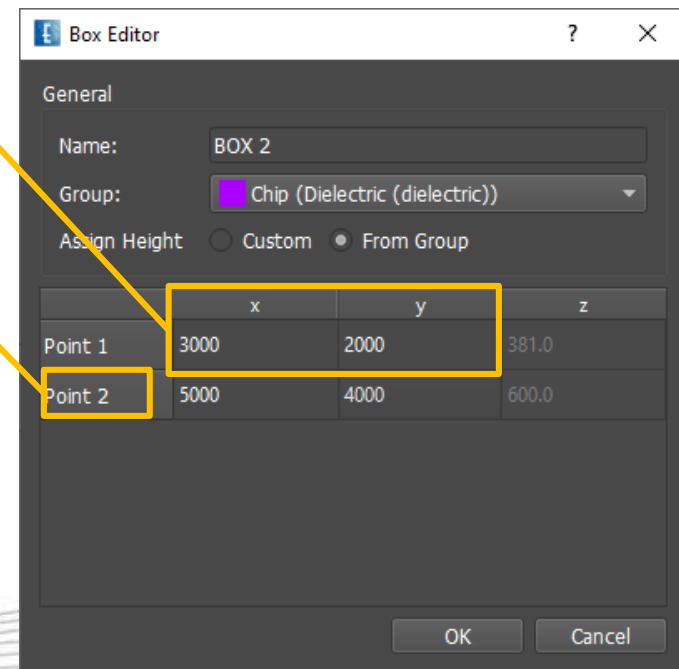 Box Editor ? ×
General
Name: BOX 2
Group: Chip (Dielectric (dielectric))
Assign Height Custom From Group
x y z
Point 1 3000 2000 381.0
Point 2 5000 4000 600.0
OK Cancel